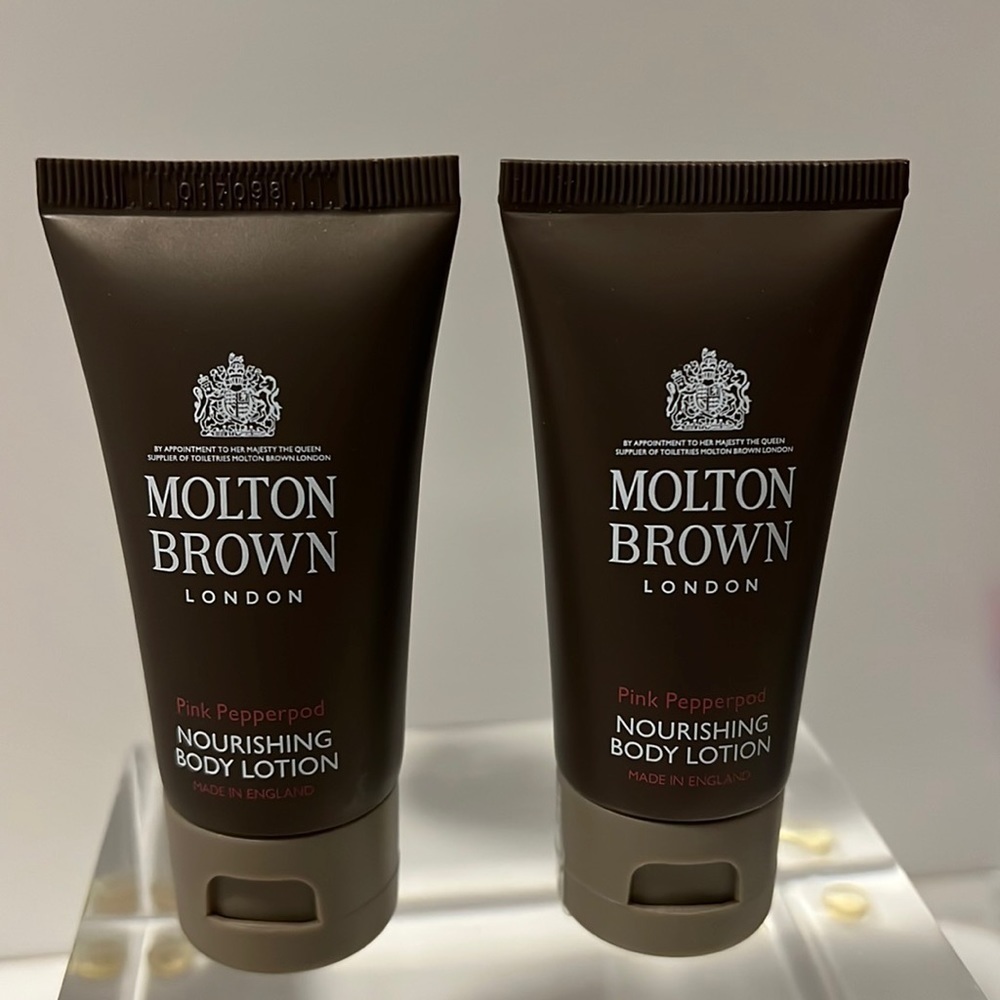 017098
BY APPOINTMENT TO HER MAJESTY THE QUEEN
SUPPLIER OF TOILETRIES MOLTON BROWN LONDON
MOLTON
BROWN
LONDON
Pink Pepperpod
NOURISHING
BODY LOTION
MADE IN ENGLAND
BY APPOINTMENT TO HER MAJESTY THE QUEEN
SUPPLIER OF TOILETRIES MOLTON BROWN LONDON
MOLTON
BROWN
LONDON
Pink Pepperpod
NOURISHING
BODY LOTION
MADE IN ENGLAND